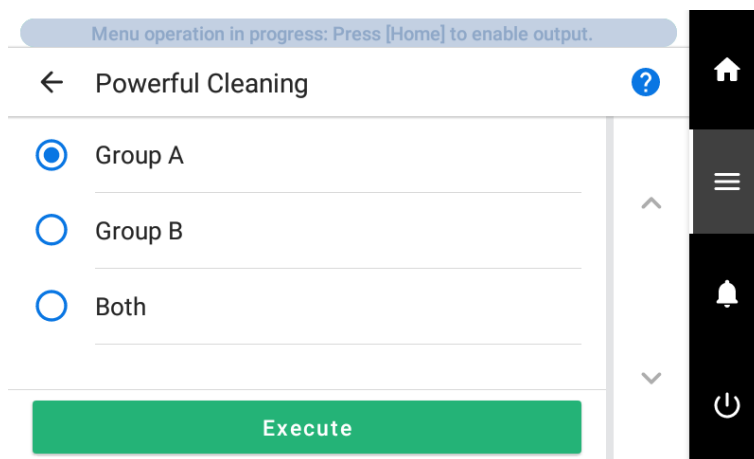 Menu operation in progress: Press [Home] to enable output.
Powerful Cleaning
?
Group A
Group B
Both
Execute